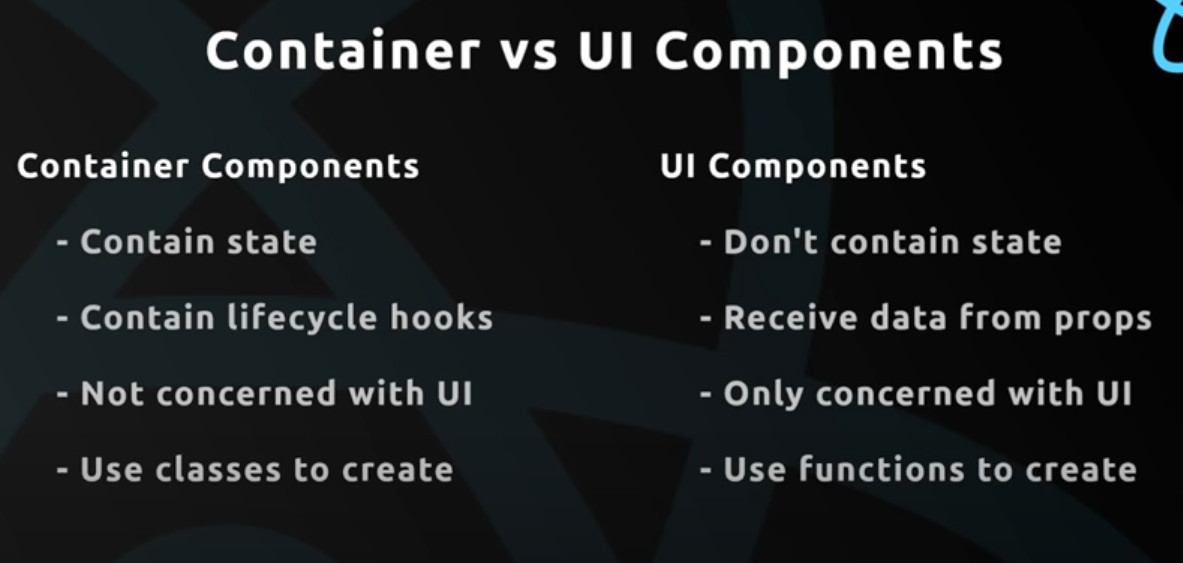 Container vs UI Components
Container Components
- Contain state
- Contain lifecycle hooks
- Not concerned with UI
- Use classes to create
UI Components
- Don't contain state
- Receive data from props
- Only concerned with UI
- Use functions to create